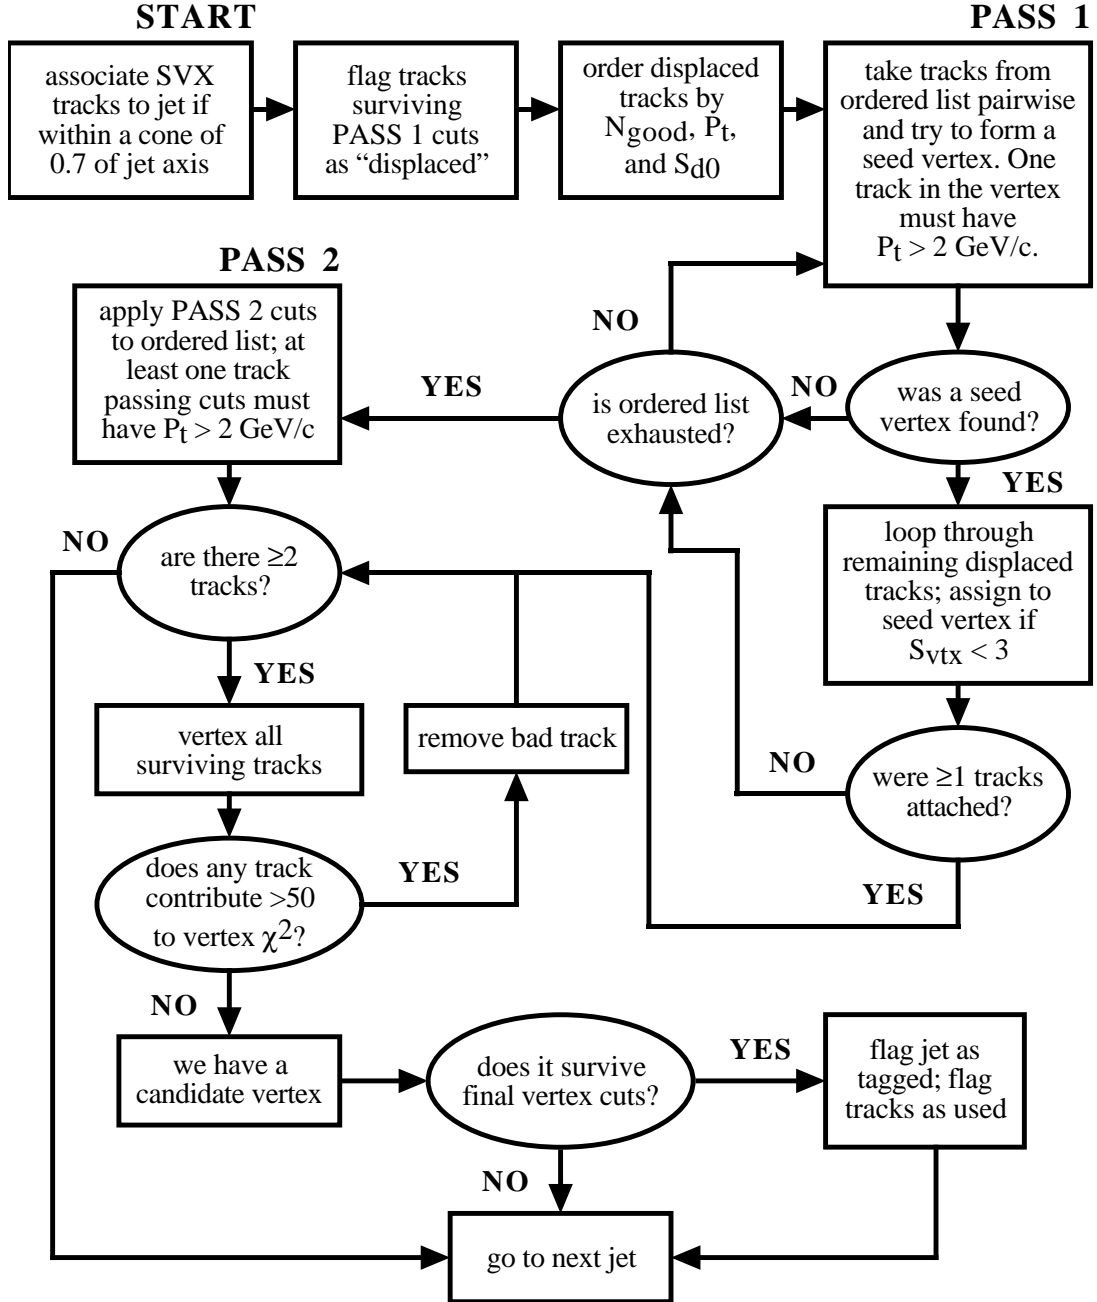 START
associate SVX
tracks to jet if
within a cone of
0.7 of jet axis
flag tracks
surviving
PASS 1 cuts
as “displaced”
order displaced
tracks by
Ngood, Pt,
and Sd0
PASS 1
take tracks from
ordered list pairwise
and try to form a
seed vertex. One
track in the vertex
must have
Pt > 2 GeV/c.
was a seed
vertex found?
NO
YES
is ordered list
exhausted?
NO
YES
loop through
remaining displaced
tracks; assign to
seed vertex if
Svtx < 3
were ≥1 tracks
attached?
NO
YES
PASS 2
apply PASS 2 cuts
to ordered list; at
least one track
passing cuts must
have Pt > 2 GeV/c
are there ≥2
tracks?
NO
YES
vertex all
surviving tracks
does any track
contribute >50
to vertex χ2?
YES
remove bad track
NO
we have a
candidate vertex
does it survive
final vertex cuts?
YES
flag jet as
tagged; flag
tracks as used
NO
go to next jet